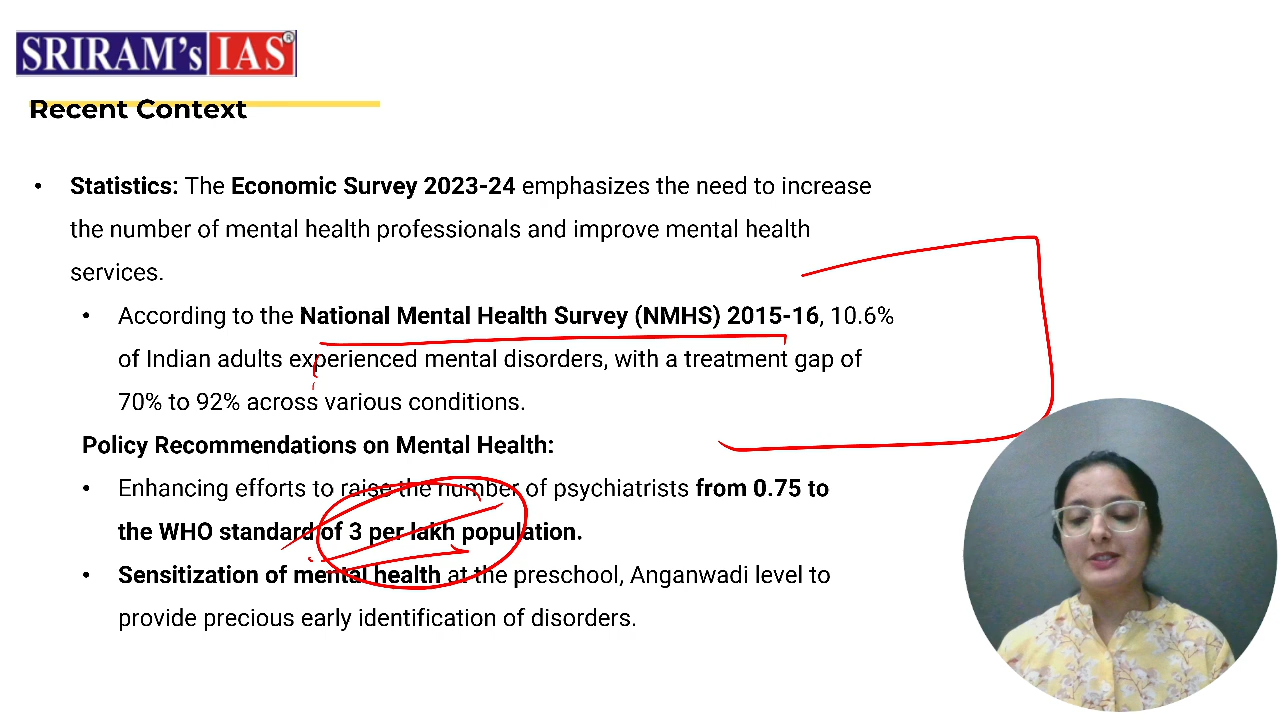 SRIRAM's IAS®
Recent Context
• Statistics: The Economic Survey 2023-24 emphasizes the need to increase
the number of mental health professionals and improve mental health
services.
• According to the National Mental Health Survey (NMHS) 2015-16, 10.6%
of Indian adults experienced mental disorders, with a treatment gap of
70% to 92% across various conditions.
Policy Recommendations on Mental Health:
• Enhancing efforts to raise the number of psychiatrists from 0.75 to
the WHO standard of 3 per lakh population.
• Sensitization of mental health at the preschool, Anganwadi level to
provide precious early identification of disorders.